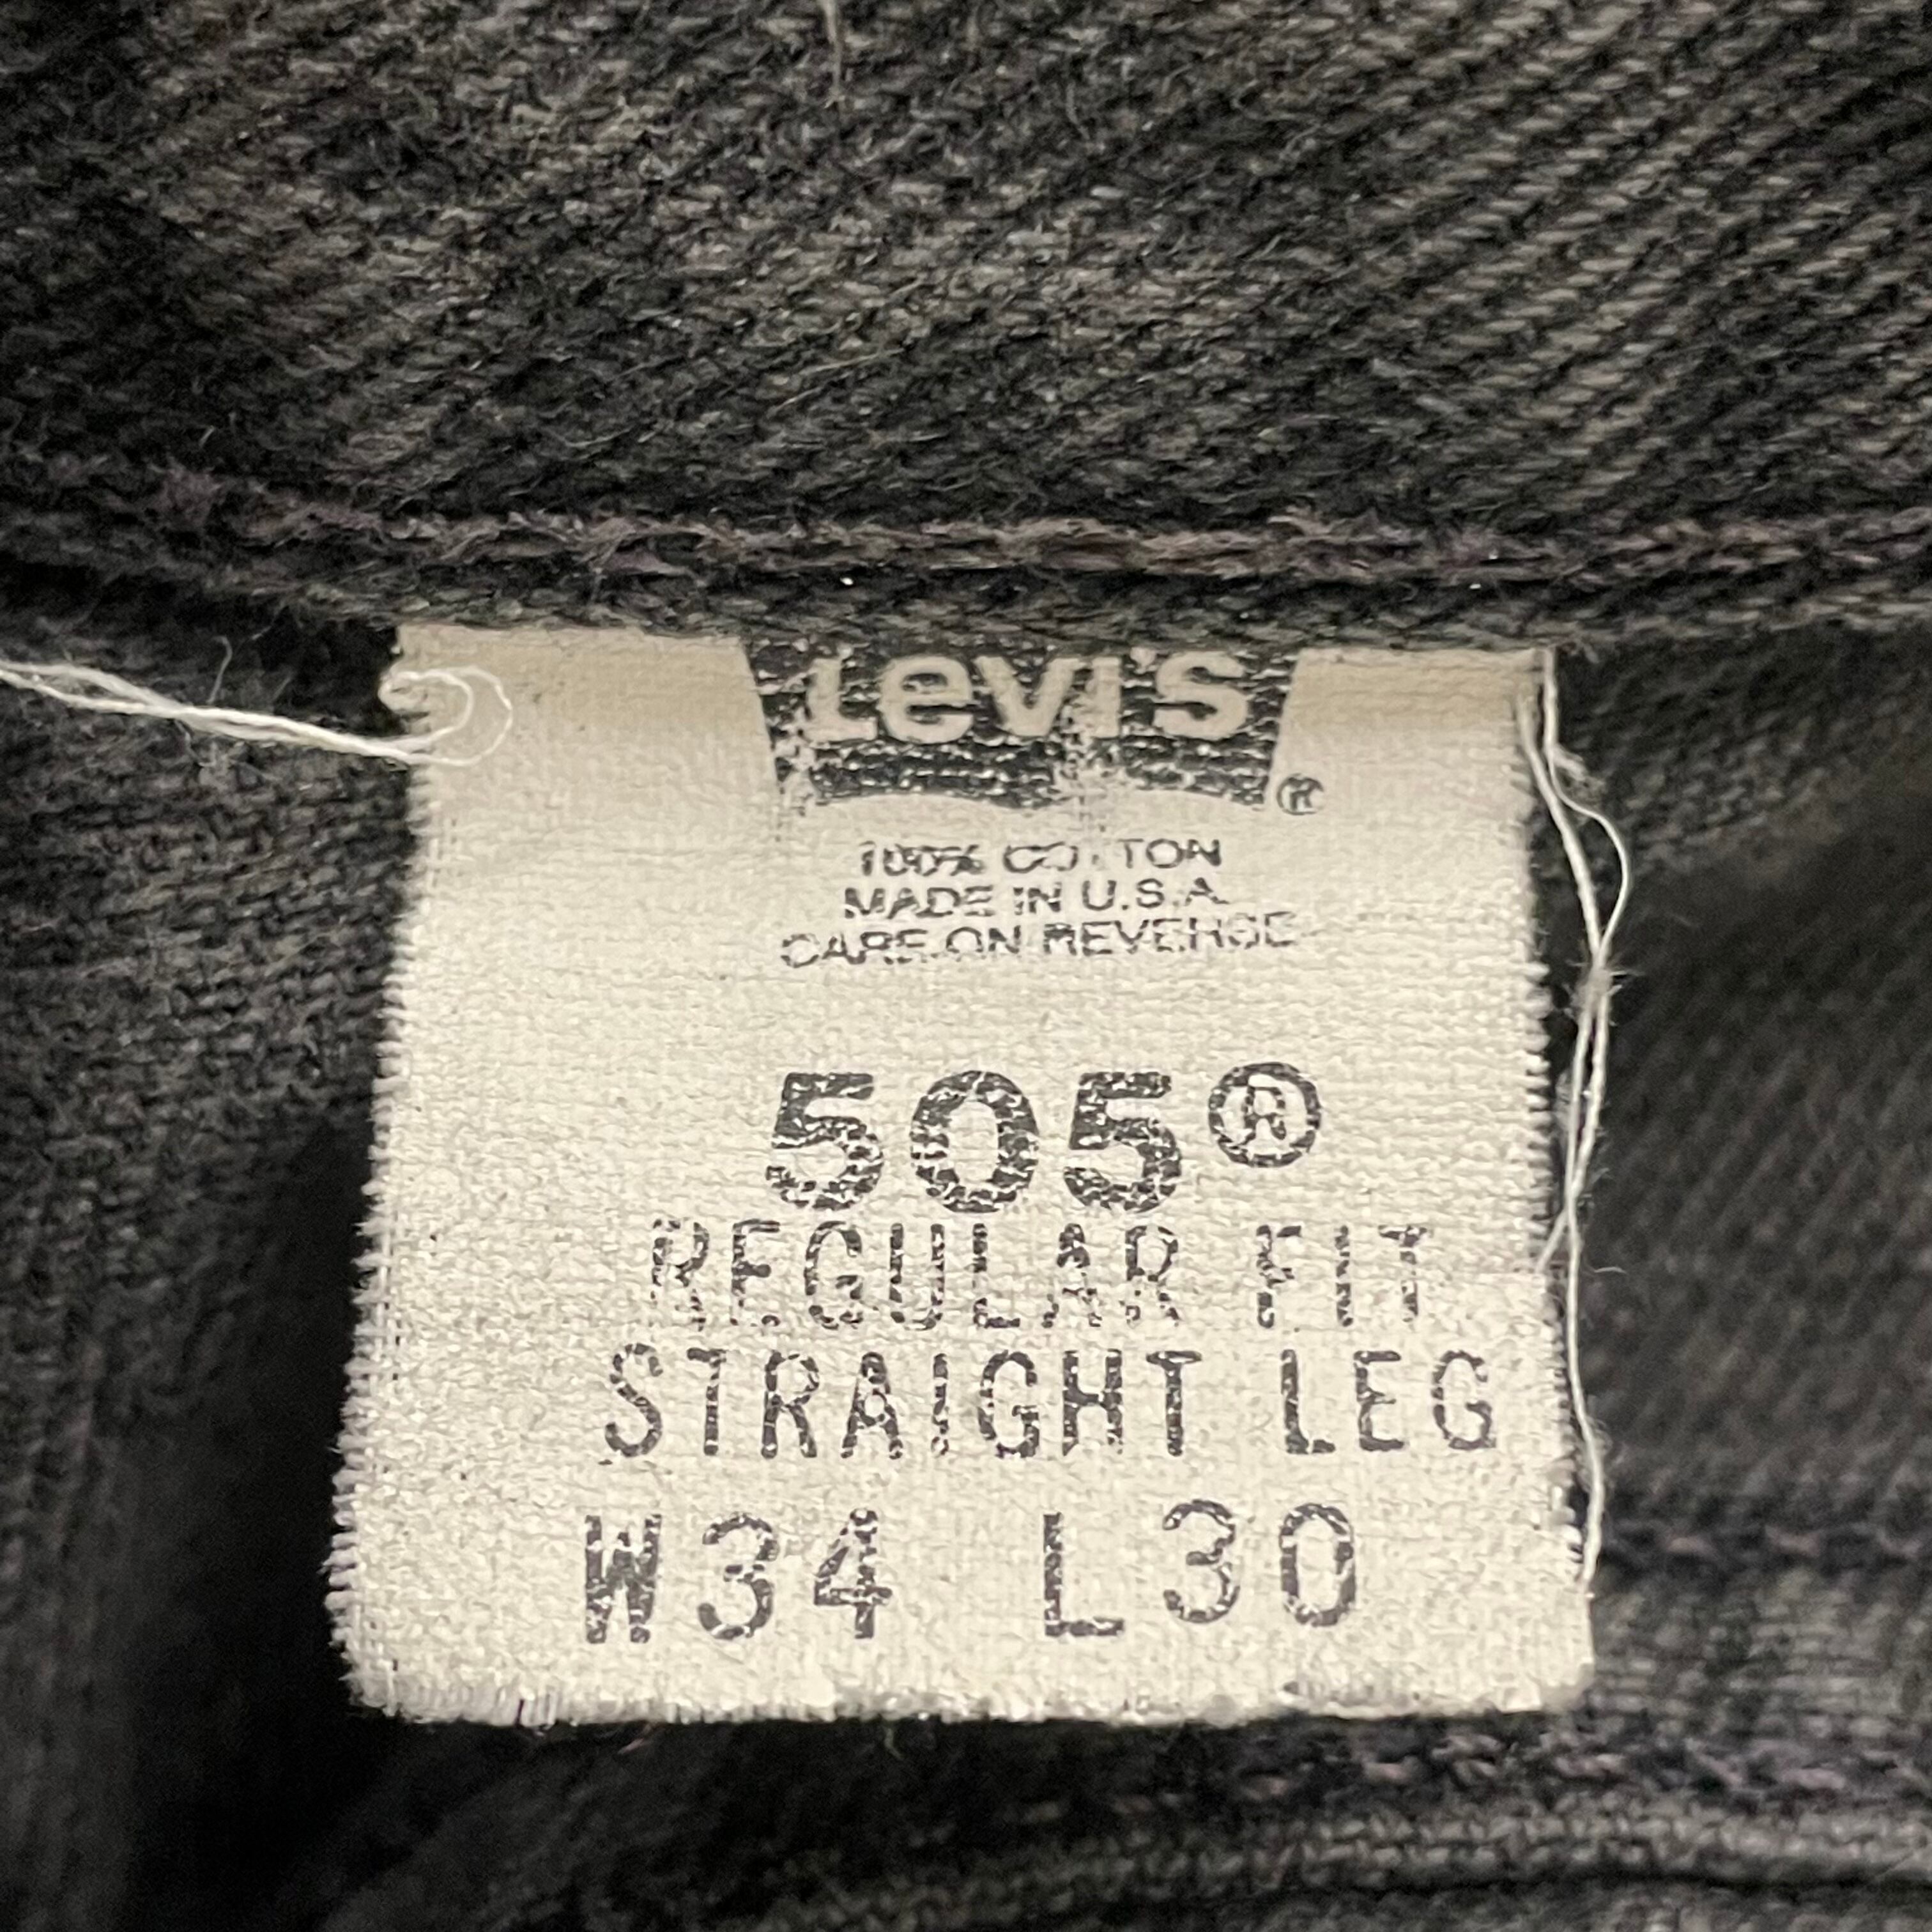 Levi's
®
100% COTTON
MADE IN U.S.A.
CARE ON REVERSE
505®
REGULAR FIT
STRAIGHT LEG
W34 L30